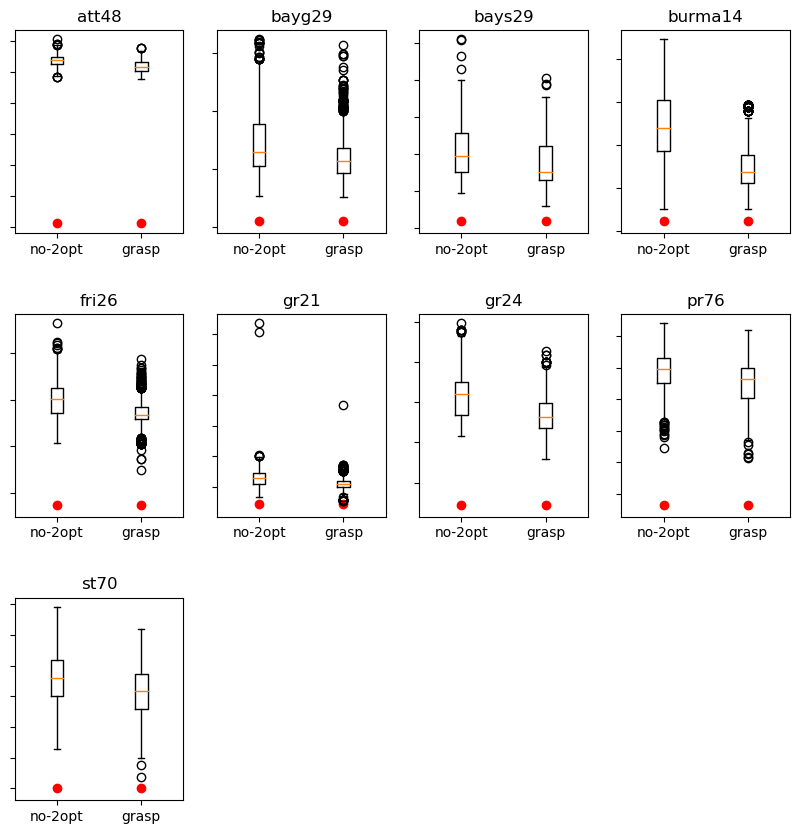 att48
bayg29
bays29
burma14
no-2opt grasp
no-2opt grasp
no-2opt grasp
no-2opt grasp
fri26
gr21
gr24
pr76
no-2opt grasp
no-2opt grasp
no-2opt grasp
no-2opt grasp
st70
no-2opt grasp